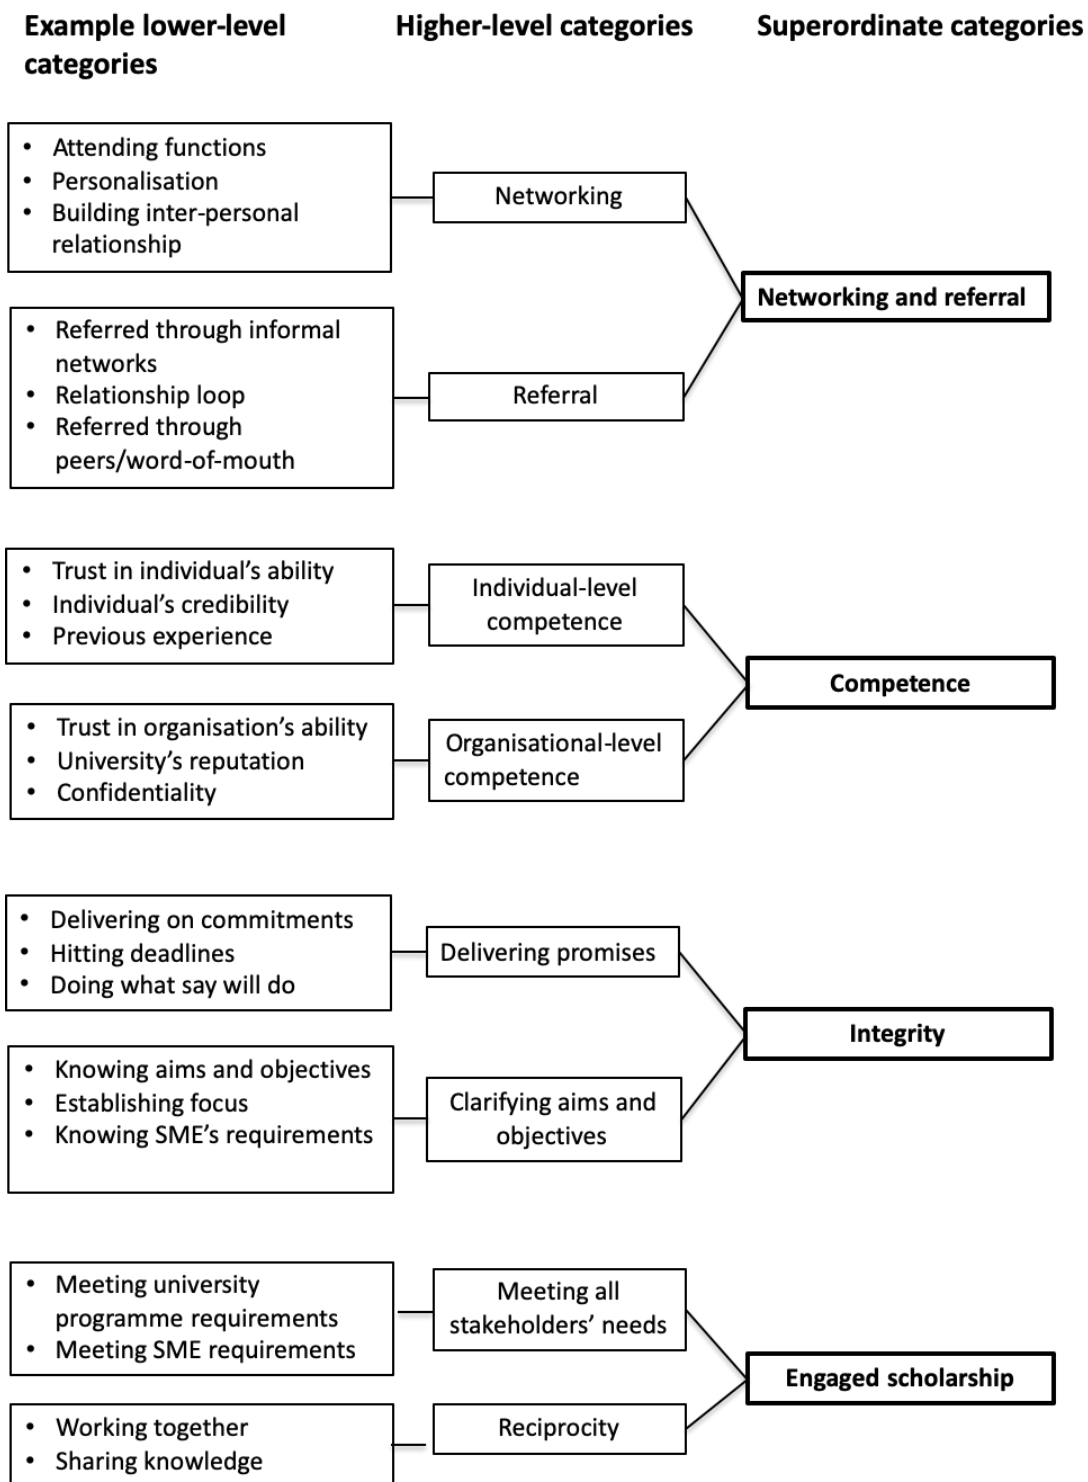 Example lower-level
categories
Higher-level categories
Superordinate categories
• Attending functions
• Personalisation
• Building inter-personal
relationship
Networking
Networking and referral
• Referred through informal
networks
• Relationship loop
• Referred through
peers/word-of-mouth
Referral
• Trust in individual’s ability
• Individual’s credibility
• Previous experience
Individual-level
competence
Competence
• Trust in organisation’s ability
• University’s reputation
• Confidentiality
Organisational-level
competence
• Delivering on commitments
• Hitting deadlines
• Doing what say will do
Delivering promises
Integrity
• Knowing aims and objectives
• Establishing focus
• Knowing SME’s requirements
Clarifying aims and
objectives
• Meeting university
programme requirements
• Meeting SME requirements
Meeting all
stakeholders’ needs
Engaged scholarship
• Working together
• Sharing knowledge
Reciprocity